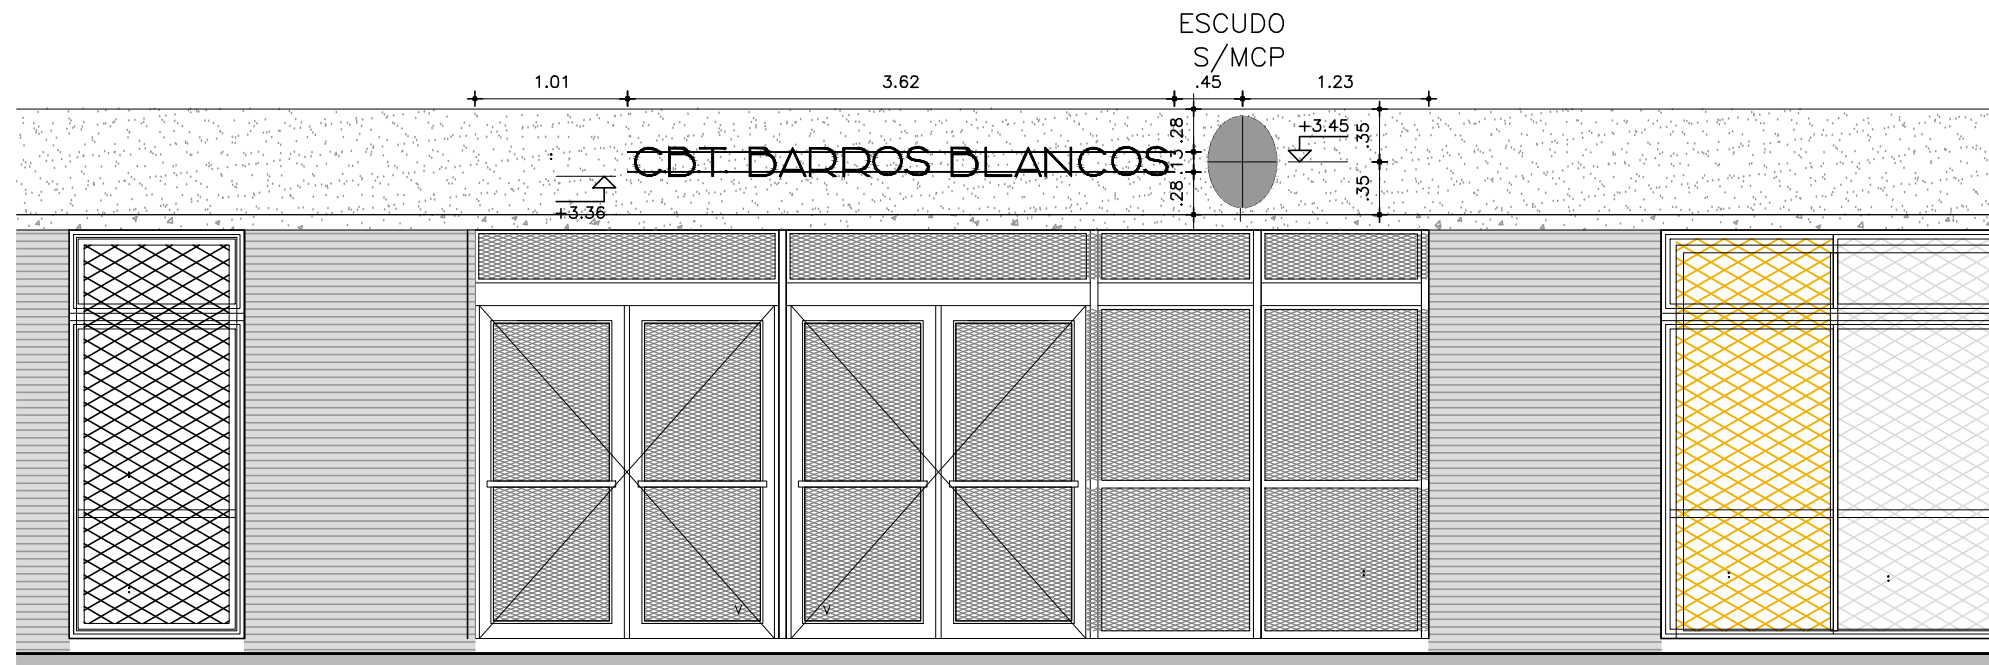 ESCUDO
S/MCP
1.01
3.62
.45
1.23
.28
.13
.28
+3.45
.35
.35
CBT. BARROS BLANCOS
+3.36
V
V